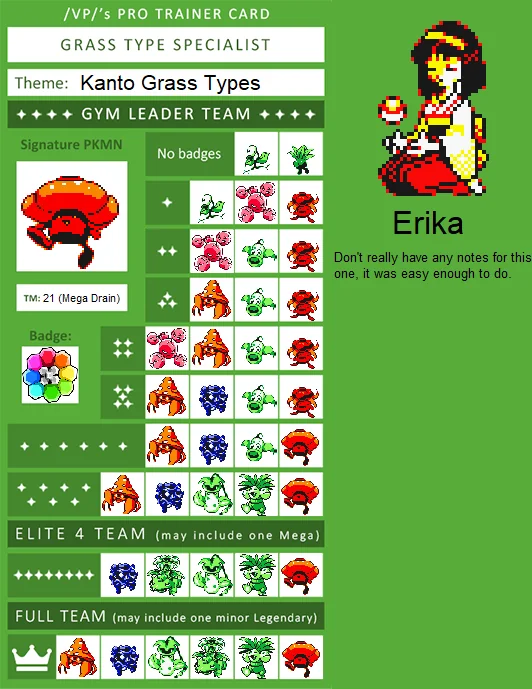 /VP/'s PRO TRAINER CARD
GRASS TYPE SPECIALIST
Theme: Kanto Grass Types
GYM LEADER TEAM
Signature PKMN
No badges
TM: 21 (Mega Drain)
Badge:
ELITE 4 TEAM (may include one Mega)
FULL TEAM (may include one minor Legendary)
Erika
Don't really have any notes for this
one, it was easy enough to do.